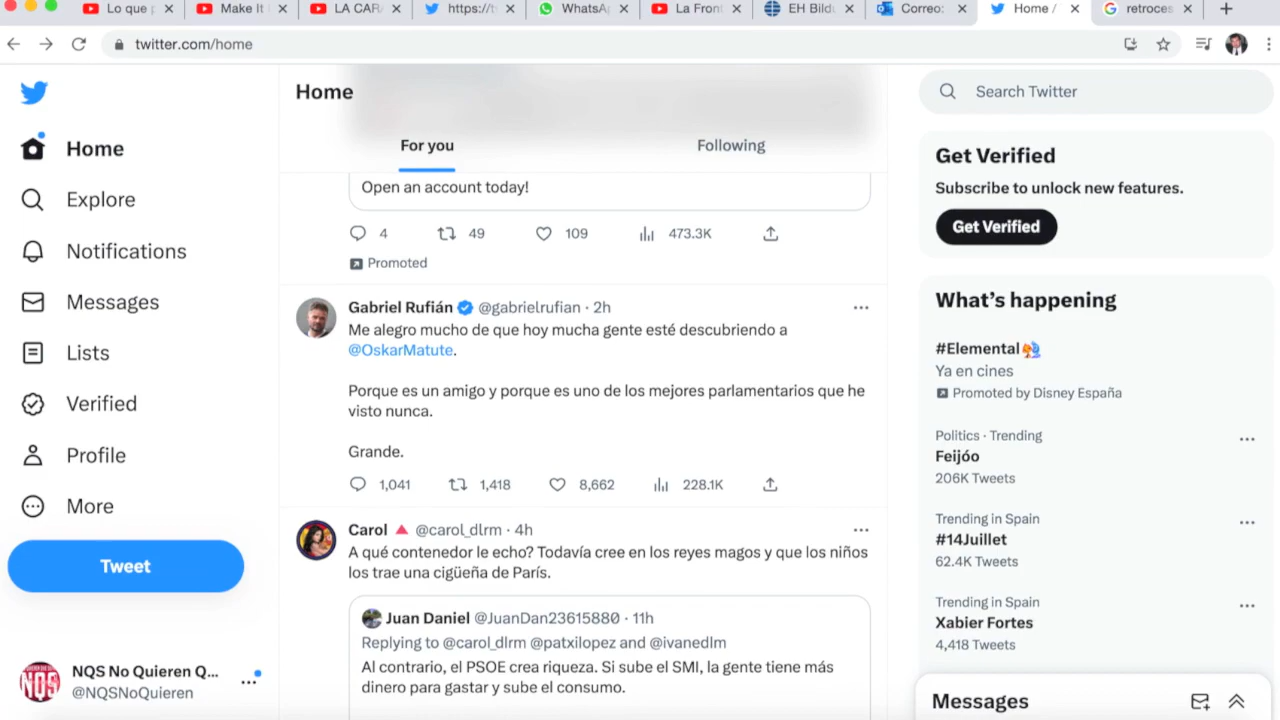 Lo que p
Make It
LA CAR
https://t
WhatsA
La Front
EH Bildu
Correo:
Home /
retroces
twitter.com/home
Home
For you
Following
Search Twitter
Home
Explore
Notifications
Messages
Lists
Verified
Profile
More
Tweet
NQS No Quieren Q...
@NQSNoQuieren
Open an account today!
4 49 109 473.3K
Promoted
Gabriel Rufián @gabrielrufian · 2h
Me alegro mucho de que hoy mucha gente esté descubriendo a
@OskarMatute.
Porque es un amigo y porque es uno de los mejores parlamentarios que he
visto nunca.
Grande.
1,041 1,418 8,662 228.1K
Carol @carol_dlrm · 4h
A qué contenedor le echo? Todavía cree en los reyes magos y que los niños
los trae una cigüeña de París.
Juan Daniel @JuanDan23615880 · 11h
Replying to @carol_dlrm @patxilopez and @ivanedlm
Al contrario, el PSOE crea riqueza. Si sube el SMI, la gente tiene más
dinero para gastar y sube el consumo.
Get Verified
Subscribe to unlock new features.
Get Verified
What's happening
#Elemental
Ya en cines
Promoted by Disney España
Politics · Trending
Feijóo
206K Tweets
Trending in Spain
#14Juillet
62.4K Tweets
Trending in Spain
Xabier Fortes
4,418 Tweets
Messages
NQS